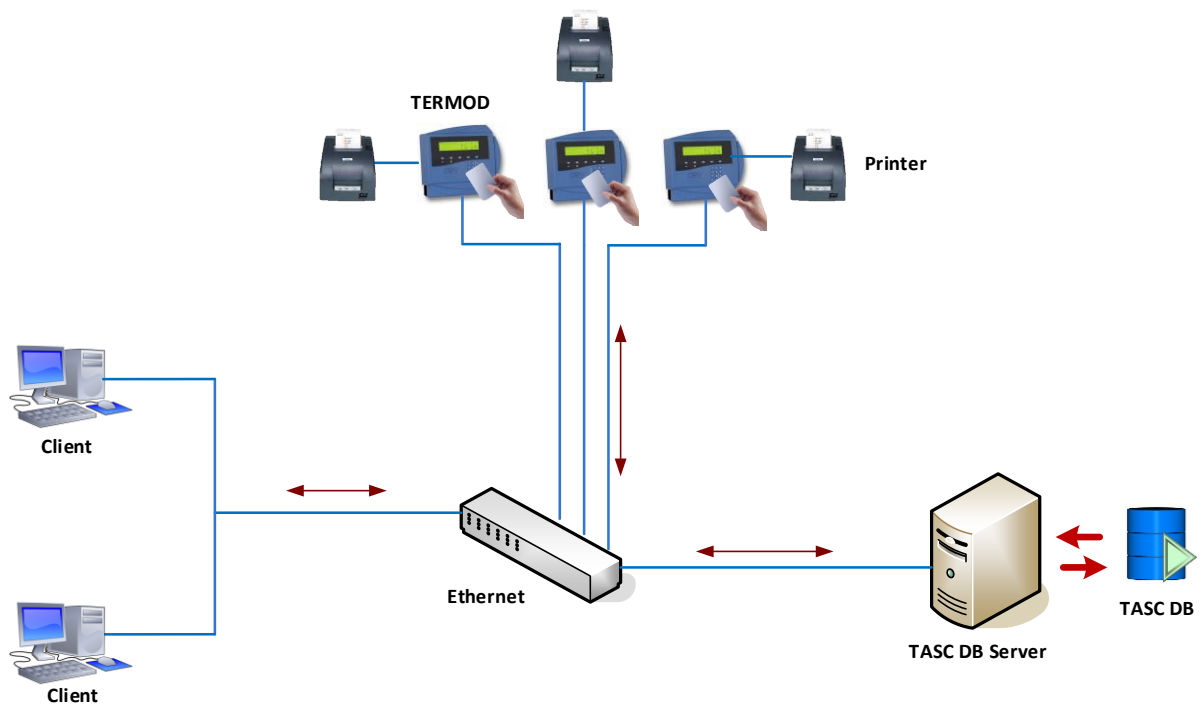 TERMOD
Printer
Client
Ethernet
TASC DB Server
TASC DB
Client